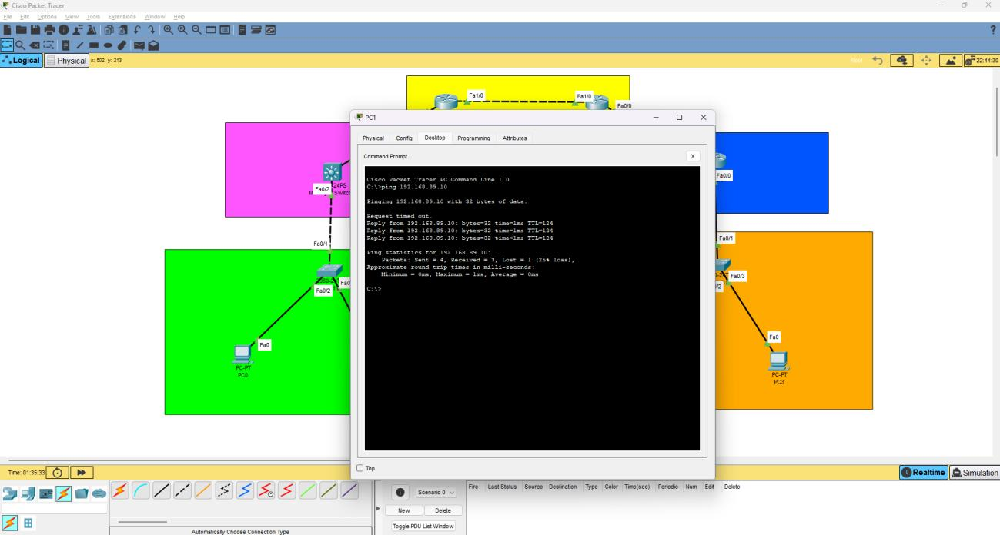 Cisco Packet Tracer
File Edit Options View Tools Extensions Window Help
?
Logical Physical x: 502, y: 213
Root 22:44:30
Fa1/0 Fa1/0
Fa0/0
PC1
Physical Config Desktop Programming Attributes
Command Prompt X
Cisco Packet Tracer PC Command Line 1.0
C:\>ping 192.168.89.10
Pinging 192.168.89.10 with 32 bytes of data:
Request timed out.
Reply from 192.168.89.10: bytes=32 time=1ms TTL=124
Reply from 192.168.89.10: bytes=32 time=1ms TTL=124
Reply from 192.168.89.10: bytes=32 time<1ms TTL=124
Ping statistics for 192.168.89.10:
Packets: Sent = 4, Received = 3, Lost = 1 (25% loss),
Approximate round trip times in milli-seconds:
Minimum = 0ms, Maximum = 1ms, Average = 0ms
C:\>
Top
24PS
Fa0/2
Switc
Fa0/1
Fa0
Fa0/2
Fa0
PC-PT
PC0
Fa0/0
Fa0/1
Fa0/3
/2
Fa0
PC-PT
PC3
Time: 01:35:33
Realtime Simulation
Scenario 0
New Delete
Toggle PDU List Window
Fire Last Status Source Destination Type Color Time(sec) Periodic Num Edit Delete
Automatically Choose Connection Type